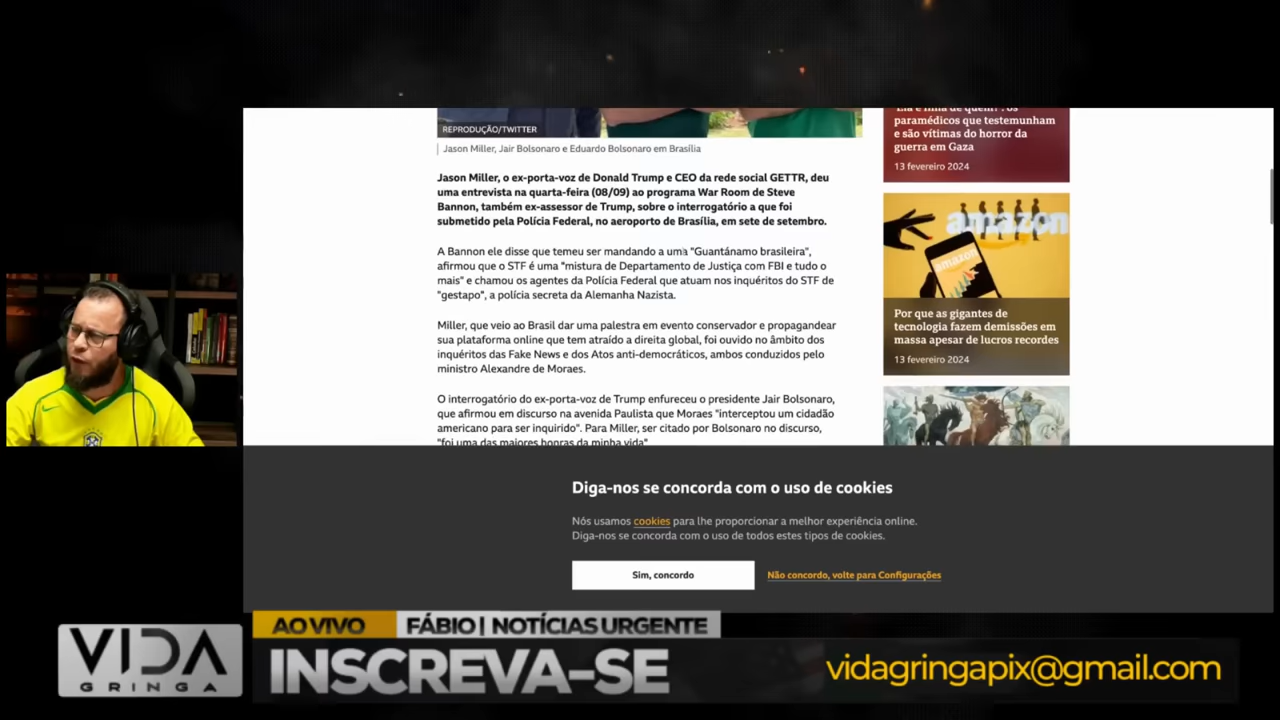 REPRODUÇÃO/TWITTER
Jason Miller, Jair Bolsonaro e Eduardo Bolsonaro em Brasília
Jason Miller, o ex-porta-voz de Donald Trump e CEO da rede social GETTR, deu
uma entrevista na quarta-feira (08/09) ao programa War Room de Steve
Bannon, também ex-assessor de Trump, sobre o interrogatório a que foi
submetido pela Polícia Federal, no aeroporto de Brasília, em sete de setembro.
A Bannon ele disse que temeu ser mandando a uma "Guantánamo brasileira",
afirmou que o STF é uma "mistura de Departamento de Justiça com FBI e tudo o
mais" e chamou os agentes da Polícia Federal que atuam nos inquéritos do STF de
"gestapo", a polícia secreta da Alemanha Nazista.
Miller, que veio ao Brasil dar uma palestra em evento conservador e propagandear
sua plataforma online que tem atraído a direita global, foi ouvido no âmbito dos
inquéritos das Fake News e dos Atos anti-democráticos, ambos conduzidos pelo
ministro Alexandre de Moraes.
O interrogatório do ex-porta-voz de Trump enfureceu o presidente Jair Bolsonaro,
que afirmou em discurso na avenida Paulista que Moraes "interceptou um cidadão
americano para ser inquirido". Para Miller, ser citado por Bolsonaro no discurso,
"foi uma das maiores honras da minha vida"
paramédicos que testemunham
e são vítimas do horror da
guerra em Gaza
13 fevereiro 2024
amazon
amazon
Por que as gigantes de
tecnologia fazem demissões em
massa apesar de lucros recordes
13 fevereiro 2024
Diga-nos se concorda com o uso de cookies
Nós usamos cookies para lhe proporcionar a melhor experiência online.
Diga-nos se concorda com o uso de todos estes tipos de cookies.
Sim, concordo
Não concordo, volte para Configurações
AO VIVO
FÁBIO | NOTÍCIAS URGENTE
VIDA
GRINGA
INSCREVA-SE
vidagringapix@gmail.com